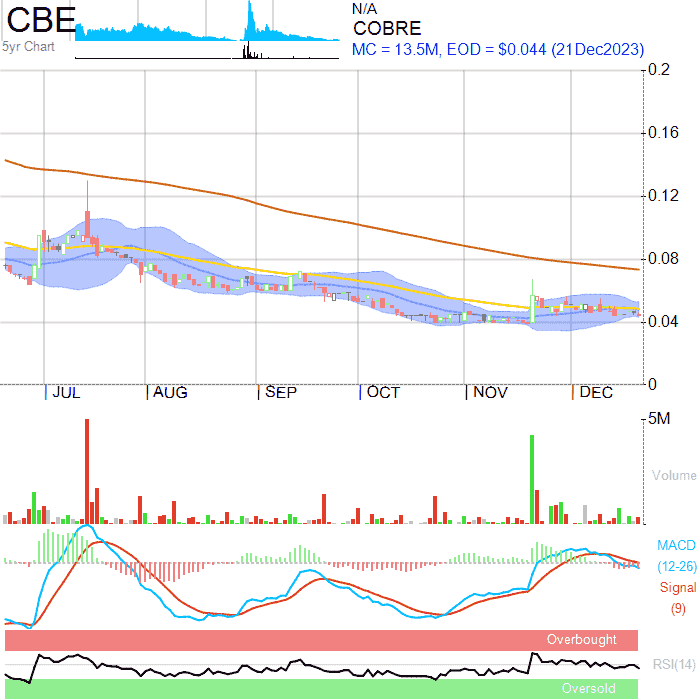 CBE
5yr Chart
N/A
COBRE
MC = 13.5M, EOD = $0.044 (21Dec2023)
0.2
0.16
0.12
0.08
0.04
0
JUL AUG SEP OCT NOV DEC
5M
Volume
MACD
(12-26)
Signal
(9)
Overbought
RSI(14)
Oversold